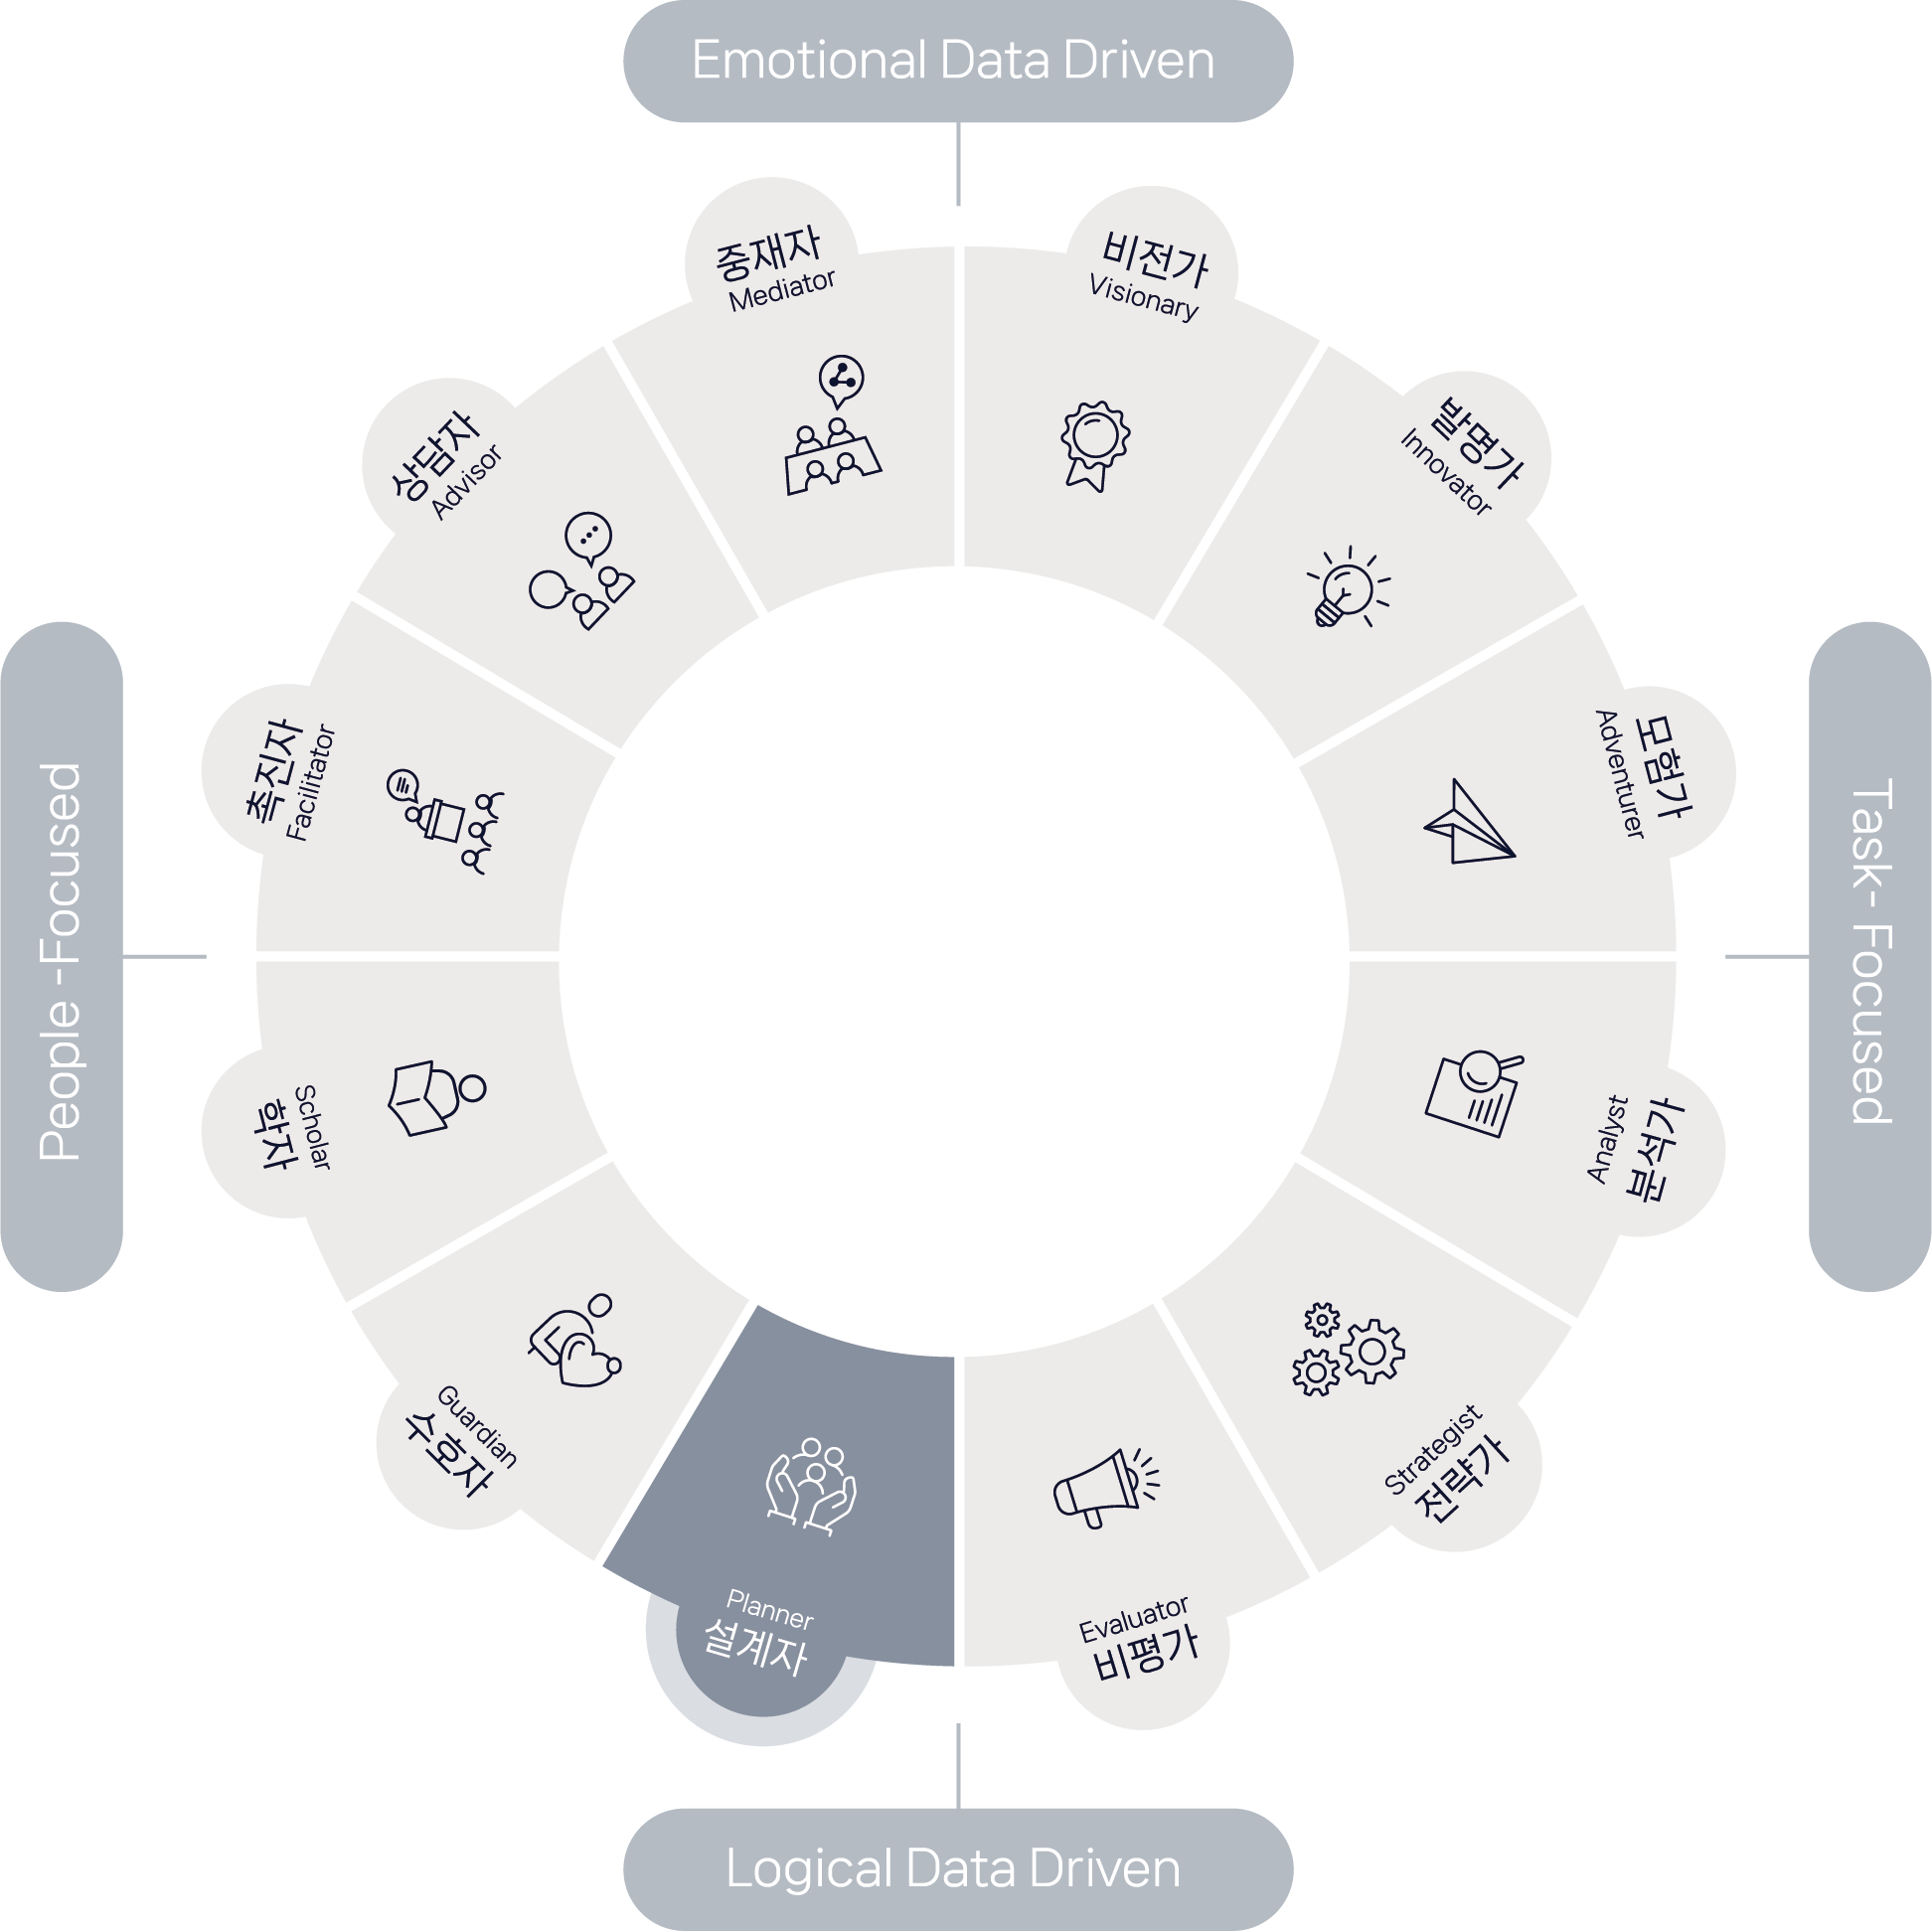 Emotional Data Driven
중재자
Mediator
비전가
Visionary
상담자
Advisor
발명가
Innovator
촉진자
Facilitator
모험가
Adventurer
People -Focused
Task- Focused
Scholar
학자
Analyst
분석가
Guardian
수호자
Strategist
전략가
Planner
설계자
Evaluator
비평가
Logical Data Driven